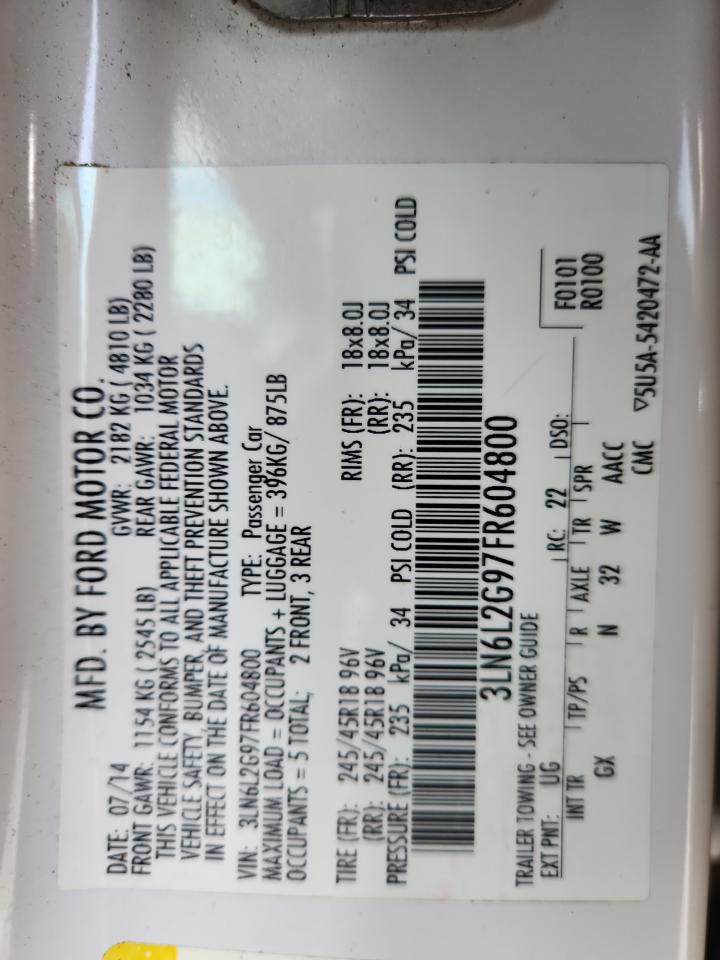 MFD. BY FORD MOTOR CO.
DATE: 07/14 GVWR: 2182 KG ( 4810 LB)
FRONT GAWR: 1154 KG ( 2545 LB) REAR GAWR: 1034 KG ( 2280 LB)
THIS VEHICLE CONFORMS TO ALL APPLICABLE FEDERAL MOTOR
VEHICLE SAFETY, BUMPER, AND THEFT PREVENTION STANDARDS
IN EFFECT ON THE DATE OF MANUFACTURE SHOWN ABOVE.
VIN: 3LN6L2G97FR604800 TYPE: Passenger Car
MAXIMUM LOAD = OCCUPANTS + LUGGAGE = 396KG/ 875LB
OCCUPANTS = 5 TOTAL; 2 FRONT, 3 REAR
TIRE (FR): 245/45R18 96V RIMS (FR): 18x8.0J
(RR): 245/45R18 96V (RR): 18x8.0J
PRESSURE (FR): 235 kPa/ 34 PSI COLD (RR): 235 kPa/ 34 PSI COLD
3LN6L2G97FR604800
TRAILER TOWING - SEE OWNER GUIDE
F0101
R0100
EXT PNT: UG RC: 22 DSO:
INT TR TP/PS R AXLE TR SPR
GX N 32 W AACC
CMC ▽5U5A-5420472-AA